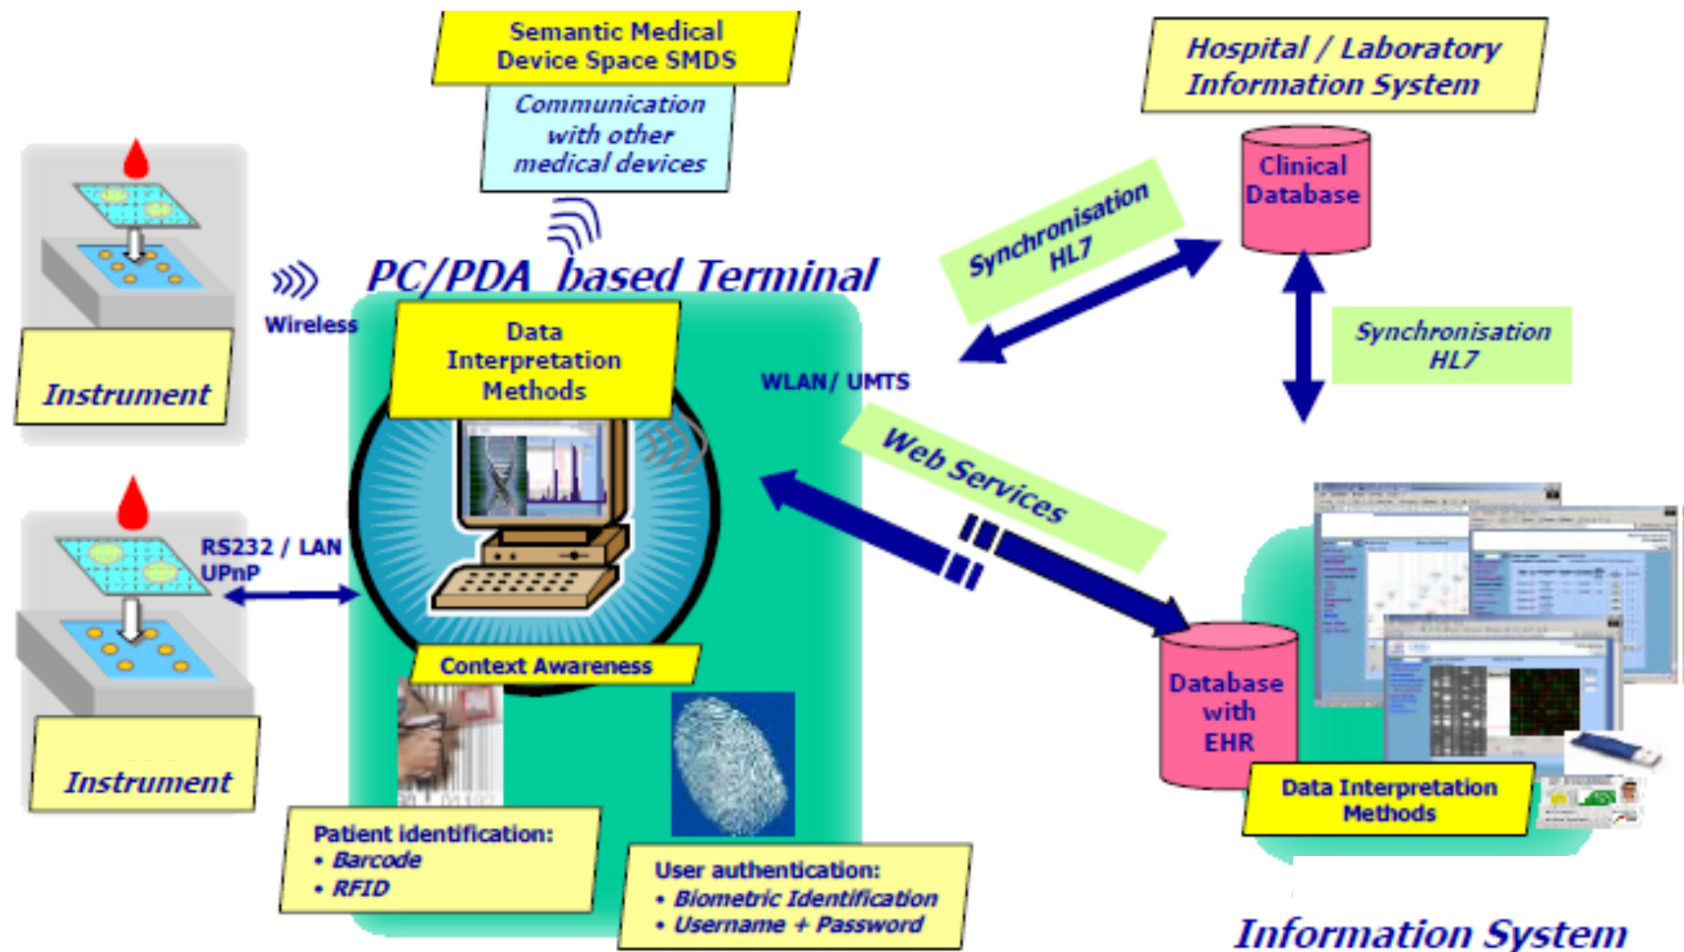 Semantic Medical
Device Space SMDS
Communication
with other
medical devices
Hospital / Laboratory
Information System
Clinical
Database
Synchronisation
HL7
Synchronisation
HL7
PC/PDA based Terminal
Wireless
Instrument
Data
Interpretation
Methods
WLAN/ UMTS
Web Services
RS232 / LAN
UPnP
Instrument
Context Awareness
Patient identification:
• Barcode
• RFID
User authentication:
• Biometric Identification
• Username + Password
Database
with
EHR
Data Interpretation
Methods
Information System